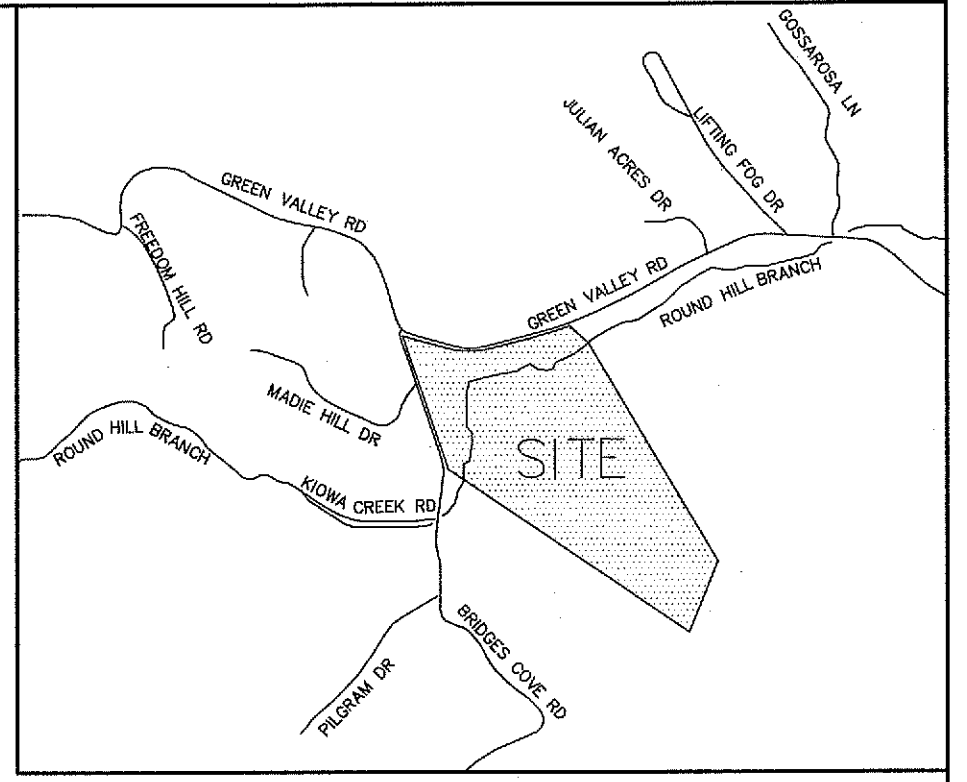 GOSSAROSA LN
LIFTING FOG DR
JULIAN ACRES DR
GREEN VALLEY RD
FREEDOM HILL RD
GREEN VALLEY RD
ROUND HILL BRANCH
MADIE HILL DR
SITE
ROUND HILL BRANCH
KIOWA CREEK RD
BRIDGES COVE RD
PILGRAM DR